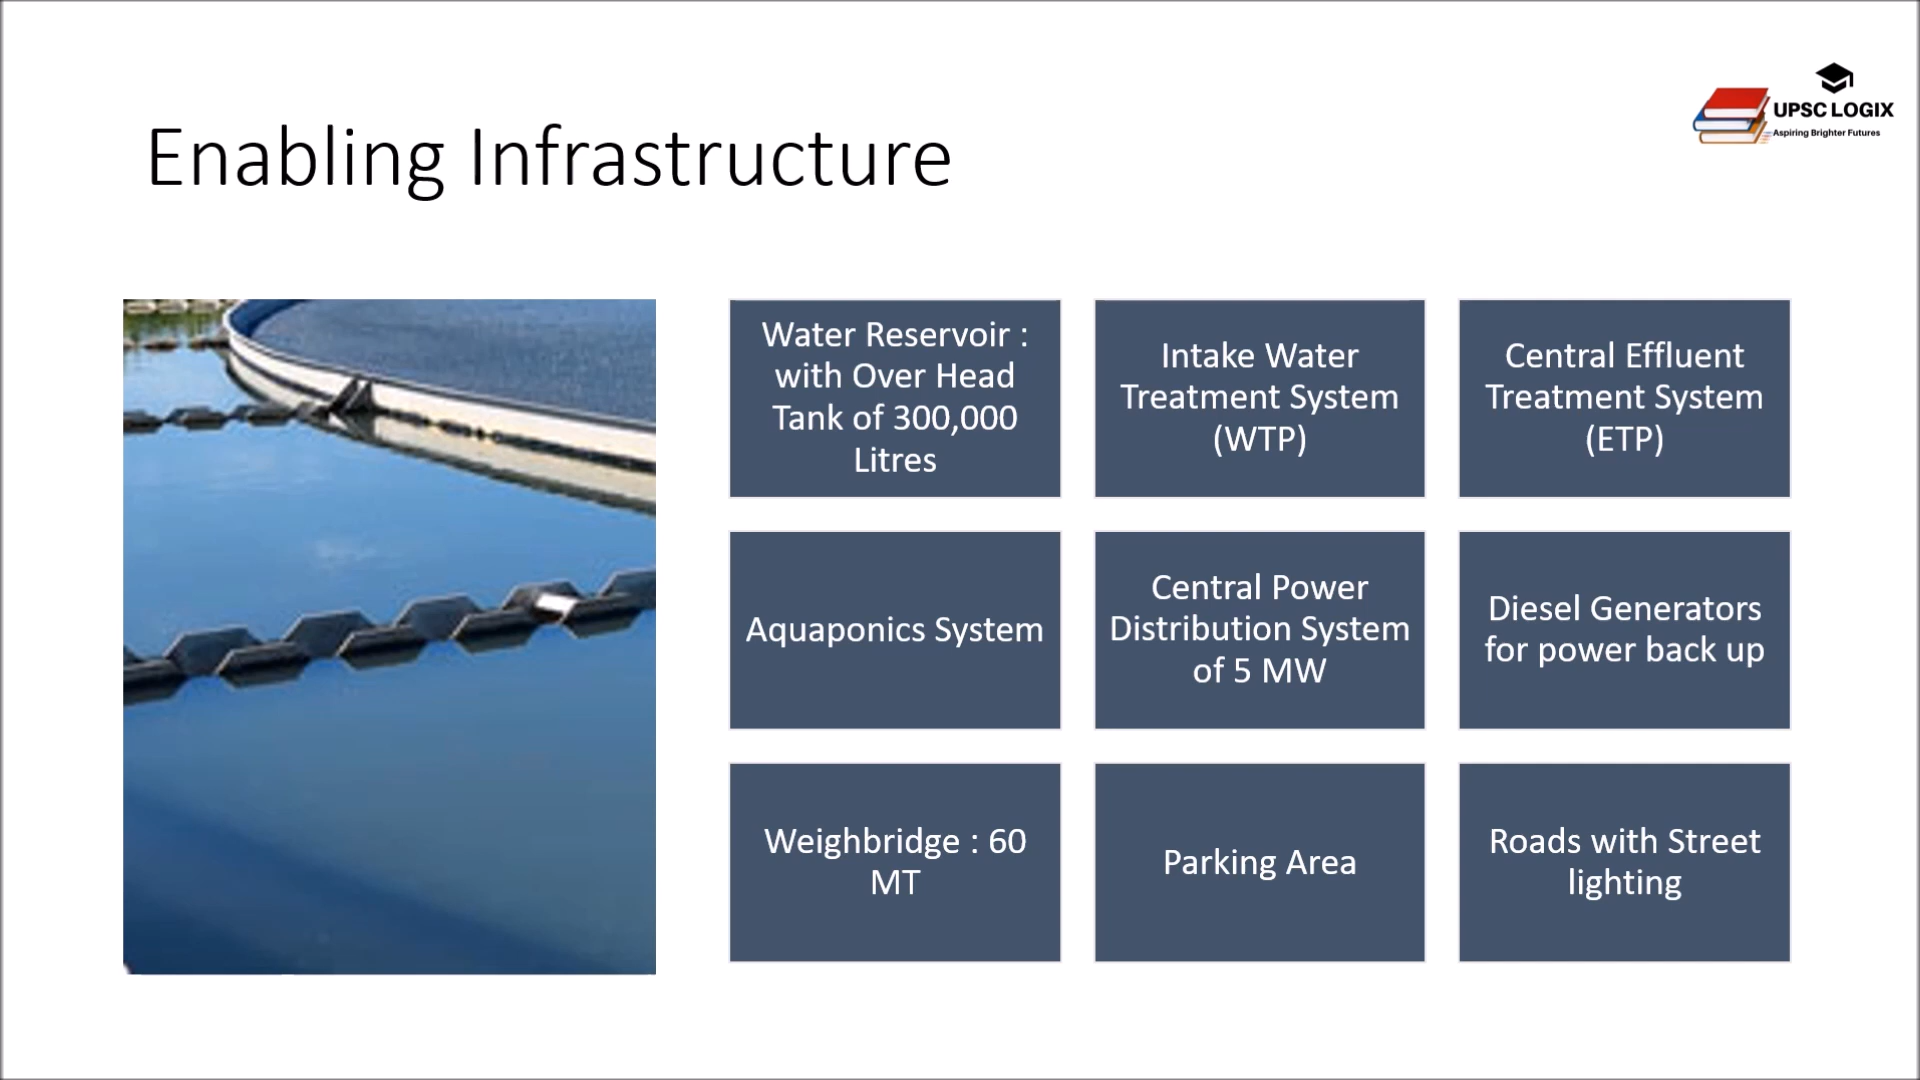 UPSC LOGIX
Aspiring Brighter Futures
Enabling Infrastructure
Water Reservoir :
with Over Head
Tank of 300,000
Litres
Intake Water
Treatment System
(WTP)
Central Effluent
Treatment System
(ETP)
Aquaponics System
Central Power
Distribution System
of 5 MW
Diesel Generators
for power back up
Weighbridge : 60
MT
Parking Area
Roads with Street
lighting